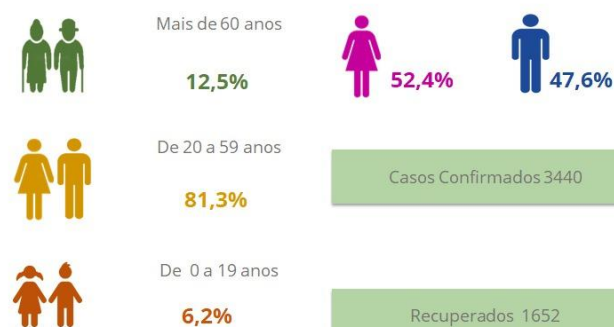 Mais de 60 anos
12,5%
52,4%
47,6%
De 20 a 59 anos
81,3%
Casos Confirmados 3440
De 0 a 19 anos
6,2%
Recuperados 1652